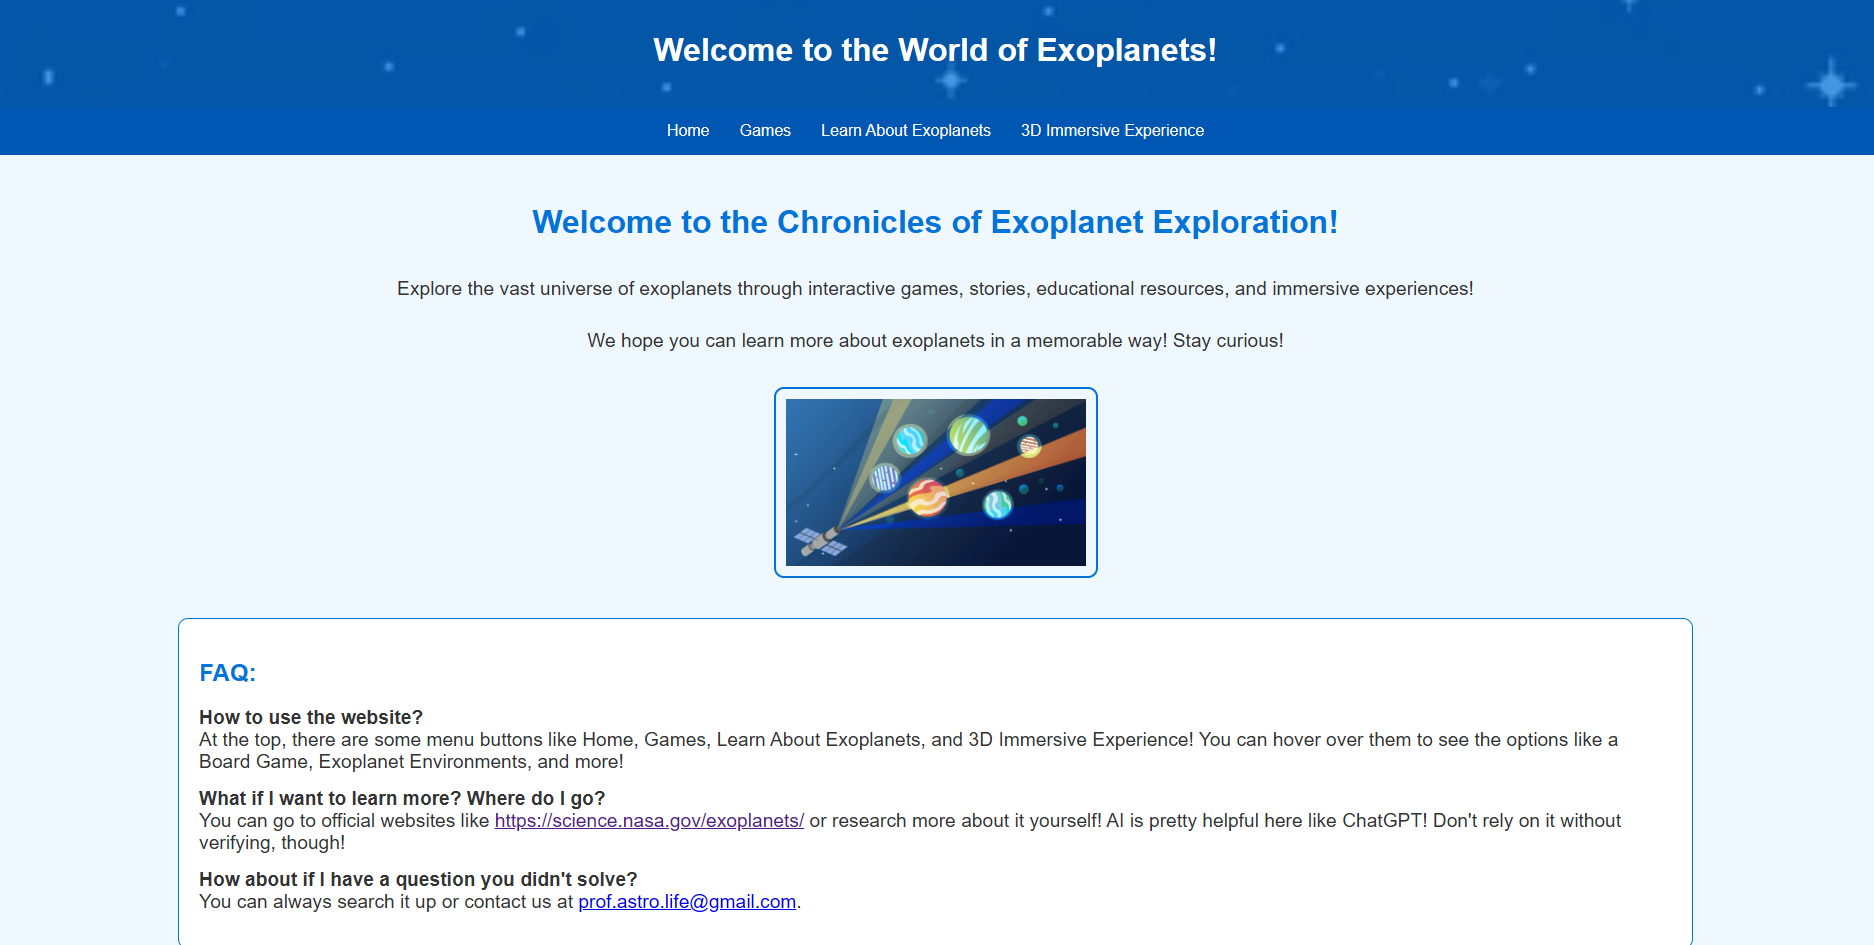 Welcome to the World of Exoplanets!
Home Games Learn About Exoplanets 3D Immersive Experience
Welcome to the Chronicles of Exoplanet Exploration!
Explore the vast universe of exoplanets through interactive games, stories, educational resources, and immersive experiences!
We hope you can learn more about exoplanets in a memorable way! Stay curious!
FAQ:
How to use the website?
At the top, there are some menu buttons like Home, Games, Learn About Exoplanets, and 3D Immersive Experience! You can hover over them to see the options like a
Board Game, Exoplanet Environments, and more!
What if I want to learn more? Where do I go?
You can go to official websites like https://science.nasa.gov/exoplanets/ or research more about it yourself! AI is pretty helpful here like ChatGPT! Don't rely on it without
verifying, though!
How about if I have a question you didn't solve?
You can always search it up or contact us at prof.astro.life@gmail.com.